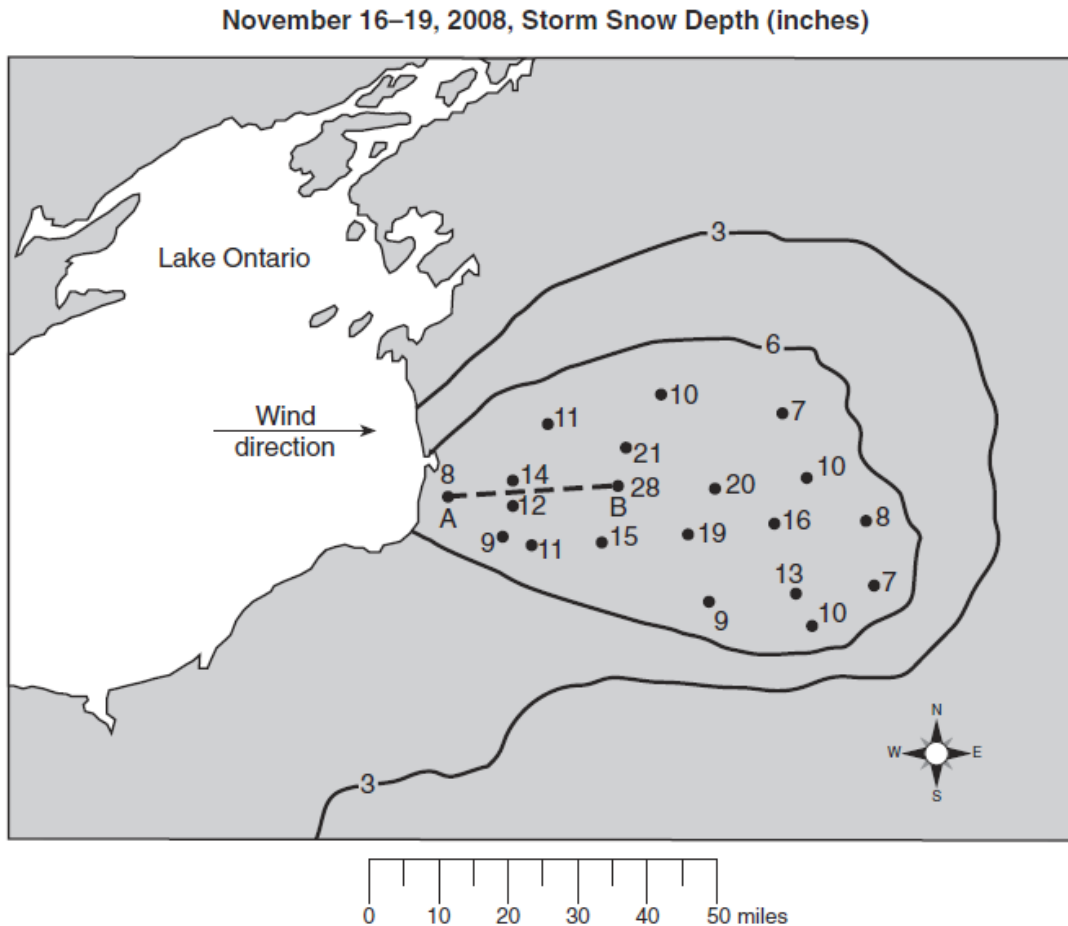 November 16–19, 2008, Storm Snow Depth (inches)
3
Lake Ontario
6
10
7
11
Wind
direction
21
8
14
10
28
20
A
B
12
16
8
9
11
15
19
13
7
9
10
N
W
E
S
3
0 10 20 30 40 50 miles